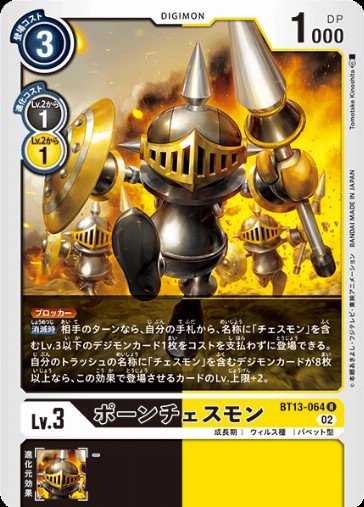 DIGIMON
登場コスト
3
DP
1000
進化コスト
Lv.2から
1
Lv.2から
1
Tomotake Kinoshita
BANDAI MADE IN JAPAN
©本郷あきよし・フジテレビ・東映アニメーション
ブロッカー
消滅時 相手のターンなら、自分の手札から、名称に「チェスモン」を含
むLv.3以下のデジモンカード1枚をコストを支払わずに登場できる。
自分のトラッシュの名称に「チェスモン」を含むデジモンカードが8枚
以上なら、この効果で登場させるカードのLv.上限+2。
Lv.3
ポーンチェスモン
BT13-064 R
02
成長期 | ウィルス種 | パペット型
進化元効果
-